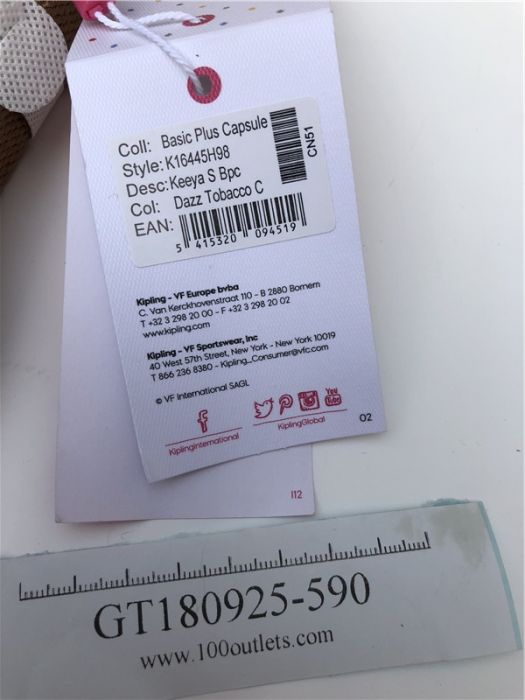 Coll: Basic Plus Capsule
Style: K16445H98
Desc: Keeya S Bpc
Col: Dazz Tobacco C
EAN:
5 415320 094519
CN51
Kipling - VF Europe bvba
C. Van Kerckhovenstraat 110 - B 2880 Bornem
T +32 3 298 20 00 - F +32 3 298 20 02
www.kipling.com
Kipling - VF Sportswear, Inc
40 West 57th Street, New York - New York 10019
T 866 236 8380 - Kipling_Consumer@vfc.com
© VF International SAGL
f
You Tube
Kiplinginternational
KiplingGlobal
02
I12
GT180925-590
www.100outlets.com